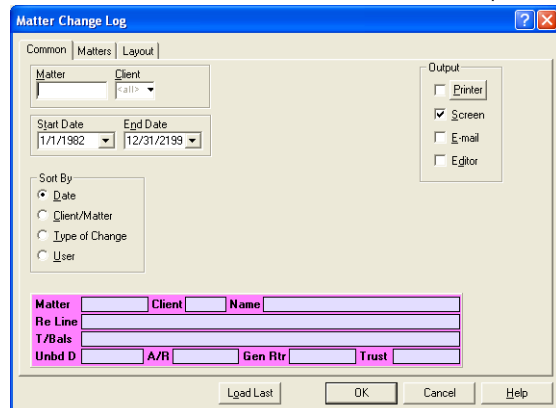 Matter Change Log
Common Matters Layout
Matter Client
<all>
Start Date End Date
1/1/1982 12/31/2199
Sort By
Date
Client/Matter
Type of Change
User
Output
Printer
Screen
E-mail
Editor
Matter Client Name
Re Line
T/Bals
Unbd D A/R Gen Rtr Trust
Load Last OK Cancel Help